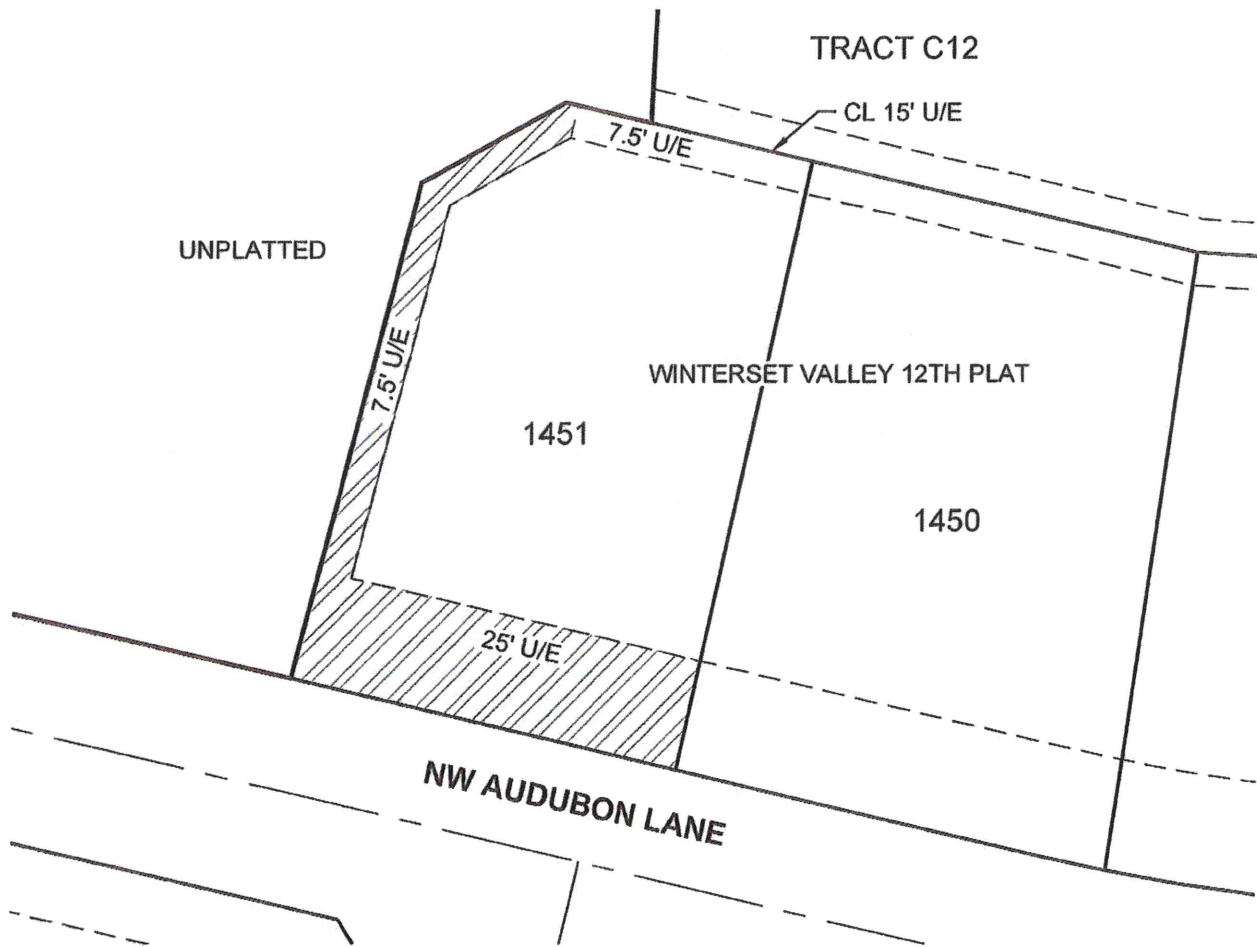 TRACT C12
CL 15' U/E
7.5' U/E
UNPLATTED
7.5' U/E
WINTERSET VALLEY 12TH PLAT
1451
1450
25' U/E
NW AUDUBON LANE